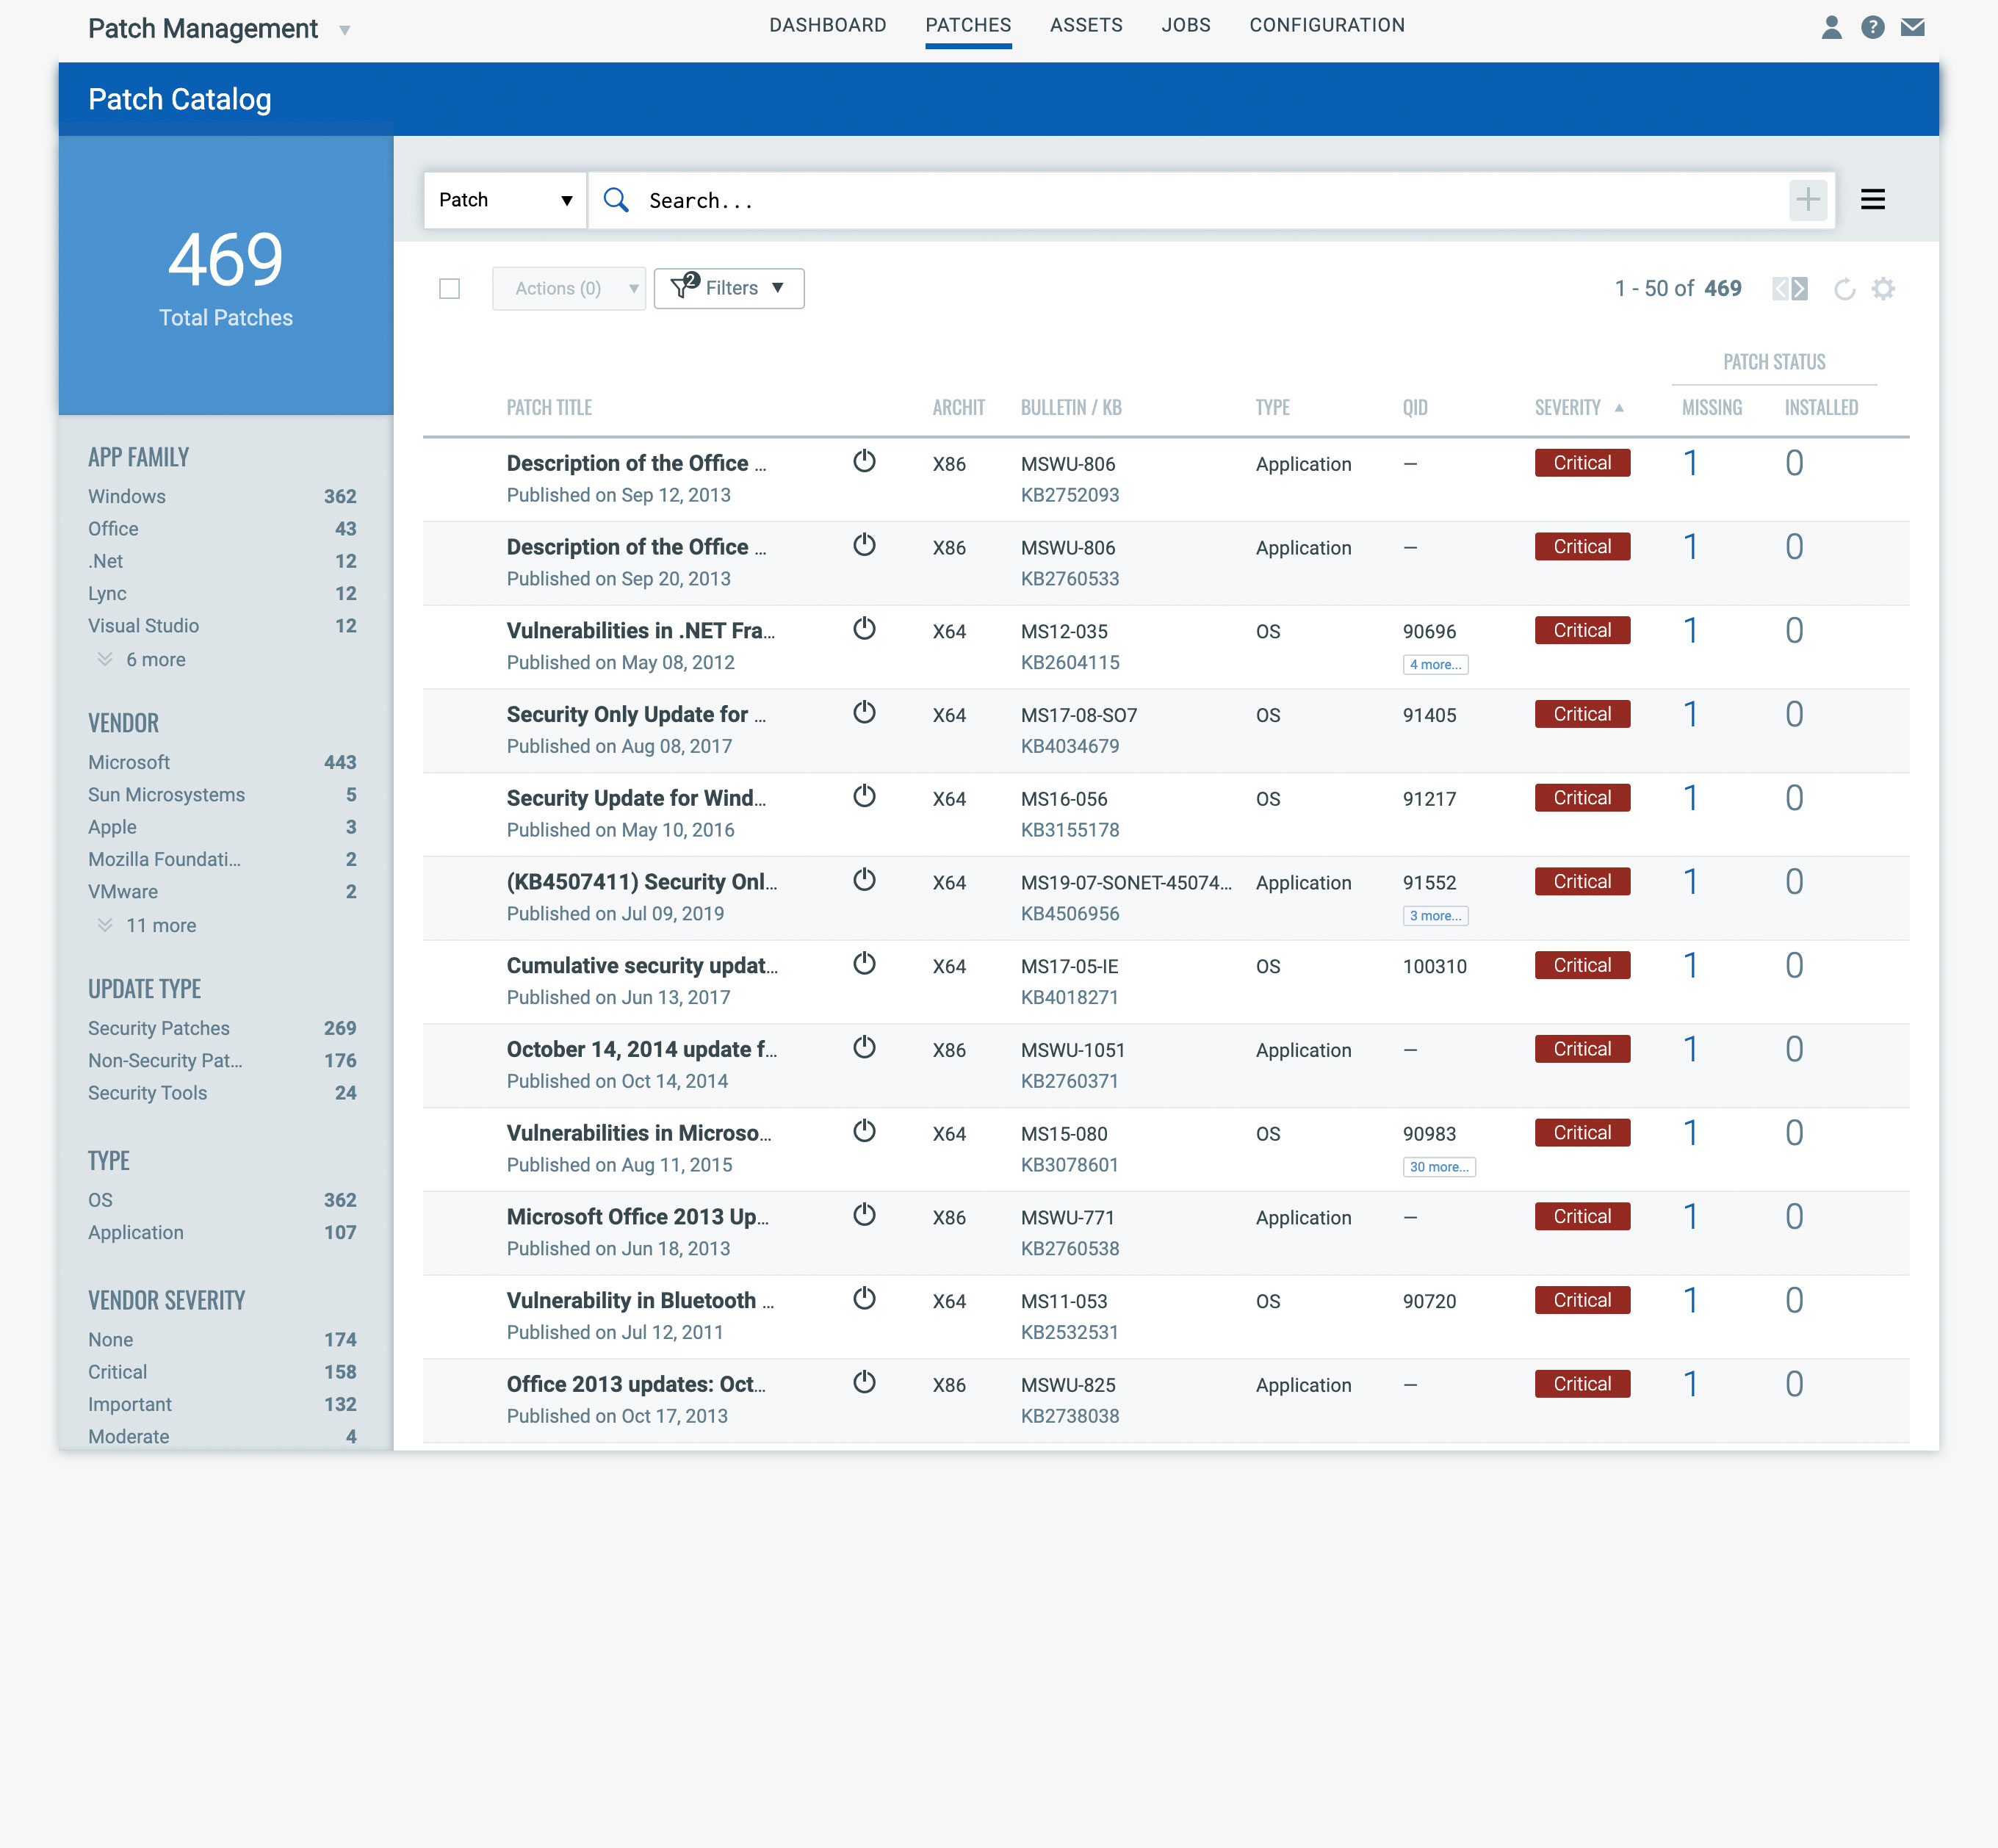 Patch Management
DASHBOARD PATCHES ASSETS JOBS CONFIGURATION
?
Patch Catalog
469
Total Patches
APP FAMILY
Windows 362
Office 43
.Net 12
Lync 12
Visual Studio 12
6 more
VENDOR
Microsoft 443
Sun Microsystems 5
Apple 3
Mozilla Foundati... 2
VMware 2
11 more
UPDATE TYPE
Security Patches 269
Non-Security Pat... 176
Security Tools 24
TYPE
OS 362
Application 107
VENDOR SEVERITY
None 174
Critical 158
Important 132
Moderate 4
Patch Search...
Actions (0) 2 Filters 1 - 50 of 469
PATCH STATUS
PATCH TITLE ARCHIT BULLETIN / KB TYPE QID SEVERITY MISSING INSTALLED
Description of the Office ... X86 MSWU-806 Application — Critical 1 0
Published on Sep 12, 2013 KB2752093
Description of the Office ... X86 MSWU-806 Application — Critical 1 0
Published on Sep 20, 2013 KB2760533
Vulnerabilities in .NET Fra... X64 MS12-035 OS 90696 Critical 1 0
Published on May 08, 2012 KB2604115 4 more...
Security Only Update for ... X64 MS17-08-SO7 OS 91405 Critical 1 0
Published on Aug 08, 2017 KB4034679
Security Update for Wind... X64 MS16-056 OS 91217 Critical 1 0
Published on May 10, 2016 KB3155178
(KB4507411) Security Onl... X64 MS19-07-SONET-45074... Application 91552 Critical 1 0
Published on Jul 09, 2019 KB4506956 3 more...
Cumulative security updat... X64 MS17-05-IE OS 100310 Critical 1 0
Published on Jun 13, 2017 KB4018271
October 14, 2014 update f... X86 MSWU-1051 Application — Critical 1 0
Published on Oct 14, 2014 KB2760371
Vulnerabilities in Microso... X64 MS15-080 OS 90983 Critical 1 0
Published on Aug 11, 2015 KB3078601 30 more...
Microsoft Office 2013 Up... X86 MSWU-771 Application — Critical 1 0
Published on Jun 18, 2013 KB2760538
Vulnerability in Bluetooth ... X64 MS11-053 OS 90720 Critical 1 0
Published on Jul 12, 2011 KB2532531
Office 2013 updates: Oct... X86 MSWU-825 Application — Critical 1 0
Published on Oct 17, 2013 KB2738038